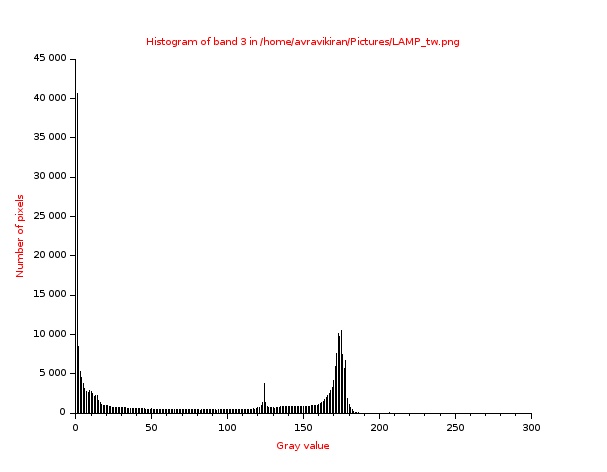 Histogram of band 3 in /home/avravikiran/Pictures/LAMP_tw.png
45 000
40 000
35 000
30 000
25 000
20 000
15 000
10 000
5 000
0
Number of pixels
0 50 100 150 200 250 300
Gray value